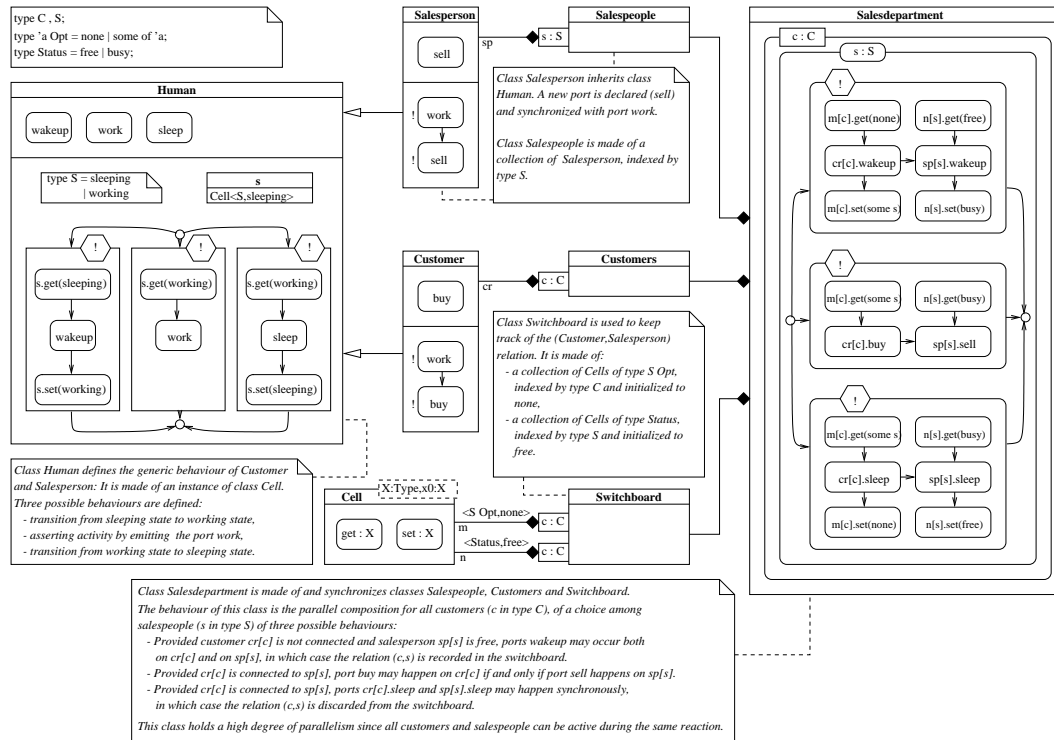 type C , S;
type 'a Opt = none | some of 'a;
type Status = free | busy;
Human
wakeup
work
sleep
type S = sleeping
| working
s
Cell<S,sleeping>
!
!
!
s.get(sleeping)
s.get(working)
s.get(working)
wakeup
work
sleep
s.set(working)
s.set(sleeping)
Class Human defines the generic behaviour of Customer
and Salesperson: It is made of an instance of class Cell.
Three possible behaviours are defined:
- transition from sleeping state to working state,
- asserting activity by emitting the port work,
- transition from working state to sleeping state.
Salesperson
sell
! work
! sell
sp
s : S
Salespeople
Class Salesperson inherits class
Human. A new port is declared (sell)
and synchronized with port work.
Class Salespeople is made of a
collection of Salesperson, indexed by
type S.
Customer
buy
! work
! buy
cr
c : C
Customers
Class Switchboard is used to keep
track of the (Customer,Salesperson)
relation. It is made of:
- a collection of Cells of type S Opt,
indexed by type C and initialized to
none,
- a collection of Cells of type Status,
indexed by type S and initialized to
free.
X:Type,x0:X
Cell
get : X
set : X
<S Opt,none>
m
<Status,free>
n
c : C
c : C
Switchboard
Salesdepartment
c : C
s : S
!
m[c].get(none)
n[s].get(free)
cr[c].wakeup
sp[s].wakeup
m[c].set(some s)
n[s].set(busy)
!
m[c].get(some s)
n[s].get(busy)
cr[c].buy
sp[s].sell
!
m[c].get(some s)
n[s].get(busy)
cr[c].sleep
sp[s].sleep
m[c].set(none)
n[s].set(free)
Class Salesdepartment is made of and synchronizes classes Salespeople, Customers and Switchboard.
The behaviour of this class is the parallel composition for all customers (c in type C), of a choice among
salespeople (s in type S) of three possible behaviours:
- Provided customer cr[c] is not connected and salesperson sp[s] is free, ports wakeup may occur both
on cr[c] and on sp[s], in which case the relation (c,s) is recorded in the switchboard.
- Provided cr[c] is connected to sp[s], port buy may happen on cr[c] if and only if port sell happens on sp[s].
- Provided cr[c] is connected to sp[s], ports cr[c].sleep and sp[s].sleep may happen synchronously,
in which case the relation (c,s) is discarded from the switchboard.
This class holds a high degree of parallelism since all customers and salespeople can be active during the same reaction.